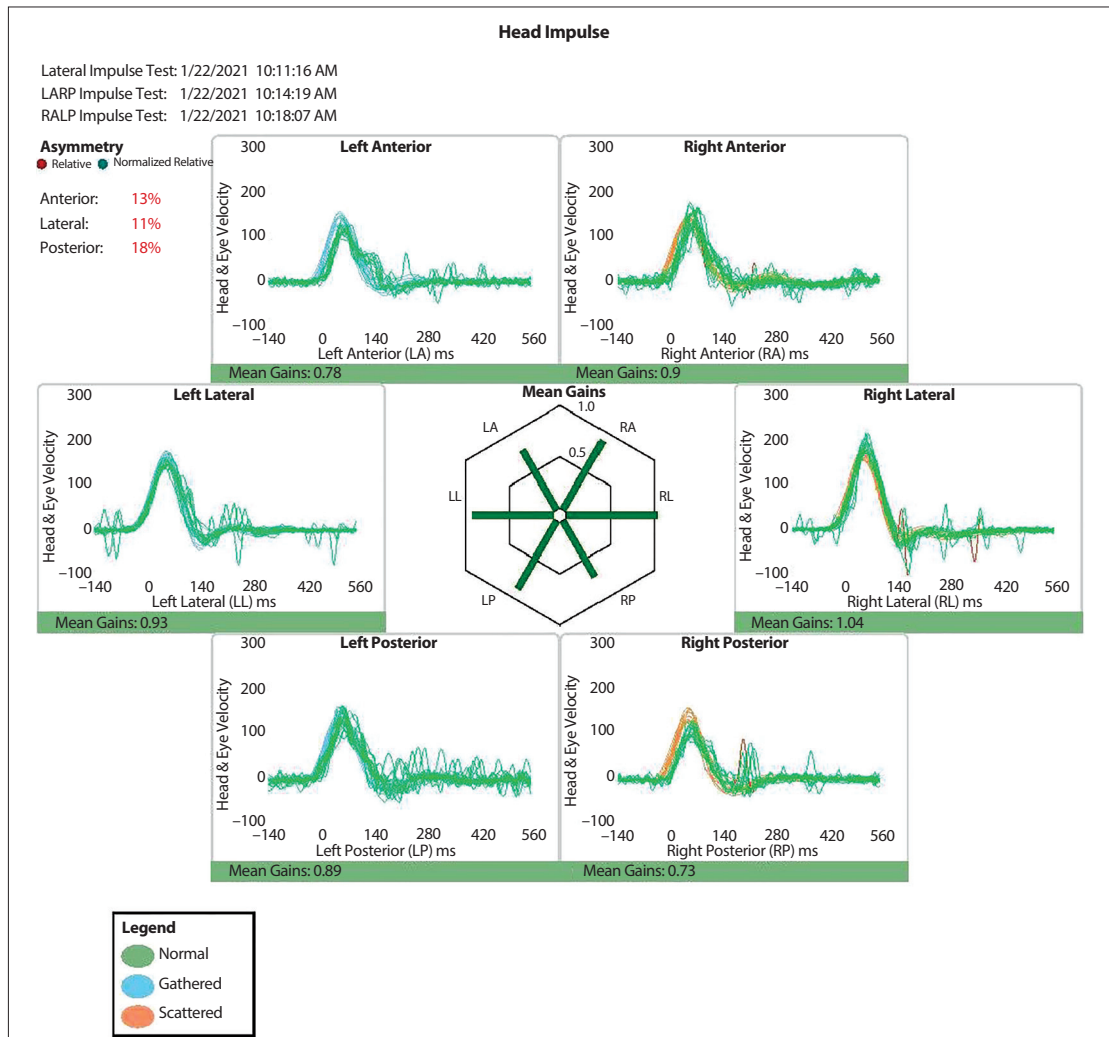 Head Impulse
Lateral Impulse Test: 1/22/2021 10:11:16 AM
LARP Impulse Test: 1/22/2021 10:14:19 AM
RALP Impulse Test: 1/22/2021 10:18:07 AM
Asymmetry
Relative Normalized Relative
Anterior: 13%
Lateral: 11%
Posterior: 18%
Left Anterior
Head & Eye Velocity
300
200
100
0
−100
−140 0 140 280 420 560
Left Anterior (LA) ms
Mean Gains: 0.78
Right Anterior
Head & Eye Velocity
300
200
100
0
−100
−140 0 140 280 420 560
Right Anterior (RA) ms
Mean Gains: 0.9
Left Lateral
Head & Eye Velocity
300
200
100
0
−100
−140 0 140 280 420 560
Left Lateral (LL) ms
Mean Gains: 0.93
Mean Gains
1.0
LA RA
0.5
LL RL
LP RP
Right Lateral
Head & Eye Velocity
300
200
100
0
−100
−140 0 140 280 420 560
Right Lateral (RL) ms
Mean Gains: 1.04
Left Posterior
Head & Eye Velocity
300
200
100
0
−100
−140 0 140 280 420 560
Left Posterior (LP) ms
Mean Gains: 0.89
Right Posterior
Head & Eye Velocity
300
200
100
0
−100
−140 0 140 280 420 560
Right Posterior (RP) ms
Mean Gains: 0.73
Legend
Normal
Gathered
Scattered